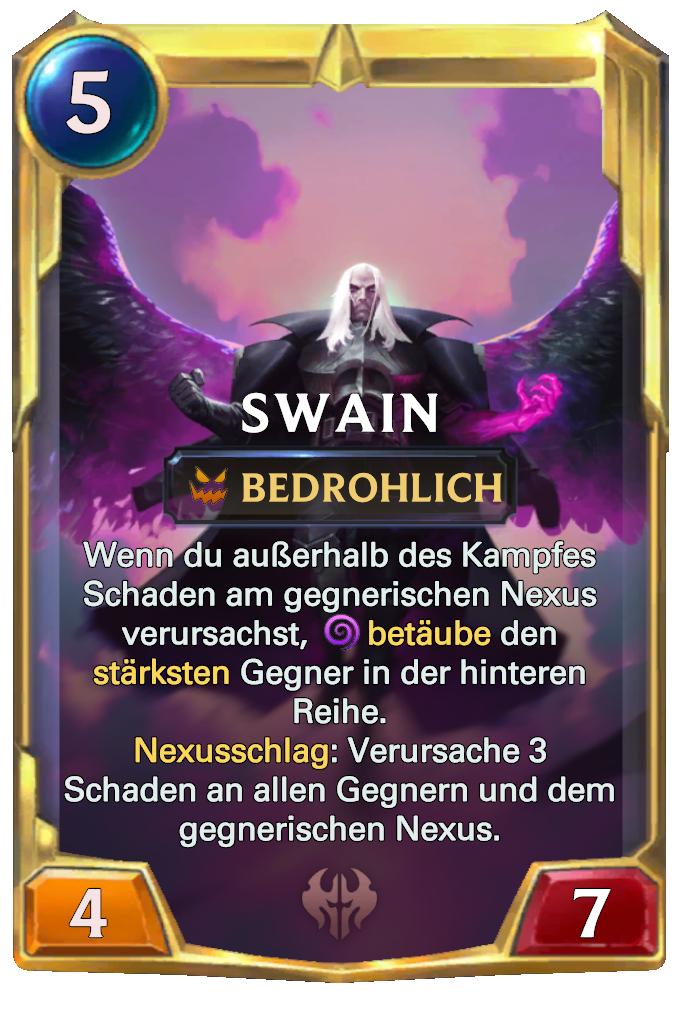 5
SWAIN
BEDROHLICH
Wenn du außerhalb des Kampfes
Schaden am gegnerischen Nexus
verursachst, betäube den
stärksten Gegner in der hinteren
Reihe.
Nexusschlag: Verursache 3
Schaden an allen Gegnern und dem
gegnerischen Nexus.
4
7